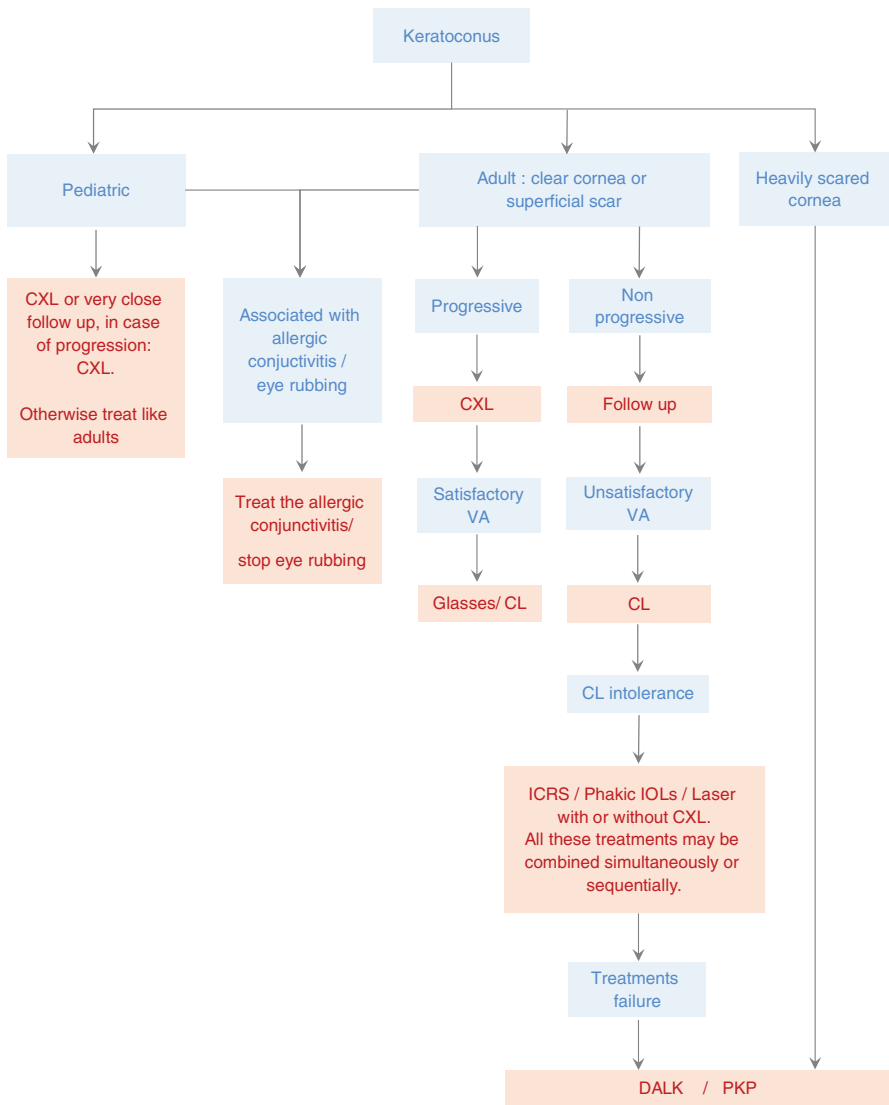 Keratoconus
Pediatric
Adult : clear cornea or
superficial scar
Heavily scared
cornea
CXL or very close
follow up, in case
of progression:
CXL.
Otherwise treat like
adults
Associated with
allergic
conjuctivitis /
eye rubbing
Progressive
Non
progressive
CXL
Follow up
Treat the allergic
conjunctivitis/
stop eye rubbing
Satisfactory
VA
Unsatisfactory
VA
Glasses/ CL
CL
CL intolerance
ICRS / Phakic IOLs / Laser
with or without CXL.
All these treatments may be
combined simultaneously or
sequentially.
Treatments
failure
DALK / PKP